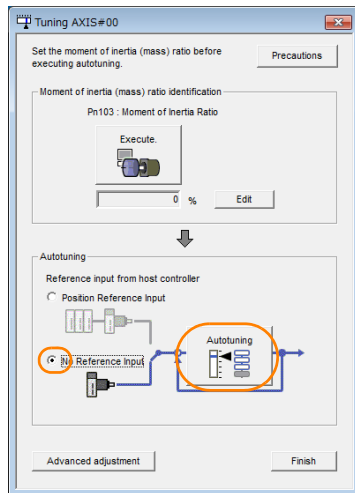 Tuning AXIS#00
Set the moment of inertia (mass) ratio before
executing autotuning.
Precautions
Moment of inertia (mass) ratio identification
Pn103 : Moment of Inertia Ratio
Execute.
0 %
Edit
Autotuning
Reference input from host controller
Position Reference Input
Autotuning
No Reference Input
Advanced adjustment
Finish